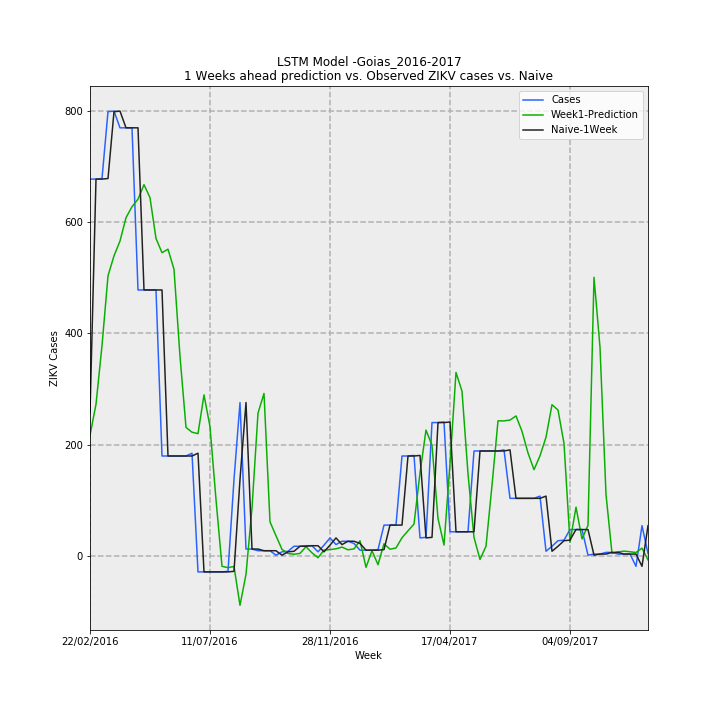 LSTM Model -Goias_2016-2017
1 Weeks ahead prediction vs. Observed ZIKV cases vs. Naive
Cases
Week1-Prediction
Naive-1Week
800
600
400
200
0
ZIKV Cases
22/02/2016
11/07/2016
28/11/2016
17/04/2017
04/09/2017
Week